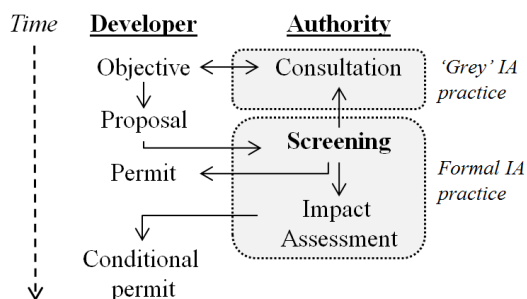 Time Developer Authority
Objective Consultation ‘Grey’ IA
practice
Proposal
Screening
Permit Formal IA
practice
Impact
Assessment
Conditional
permit